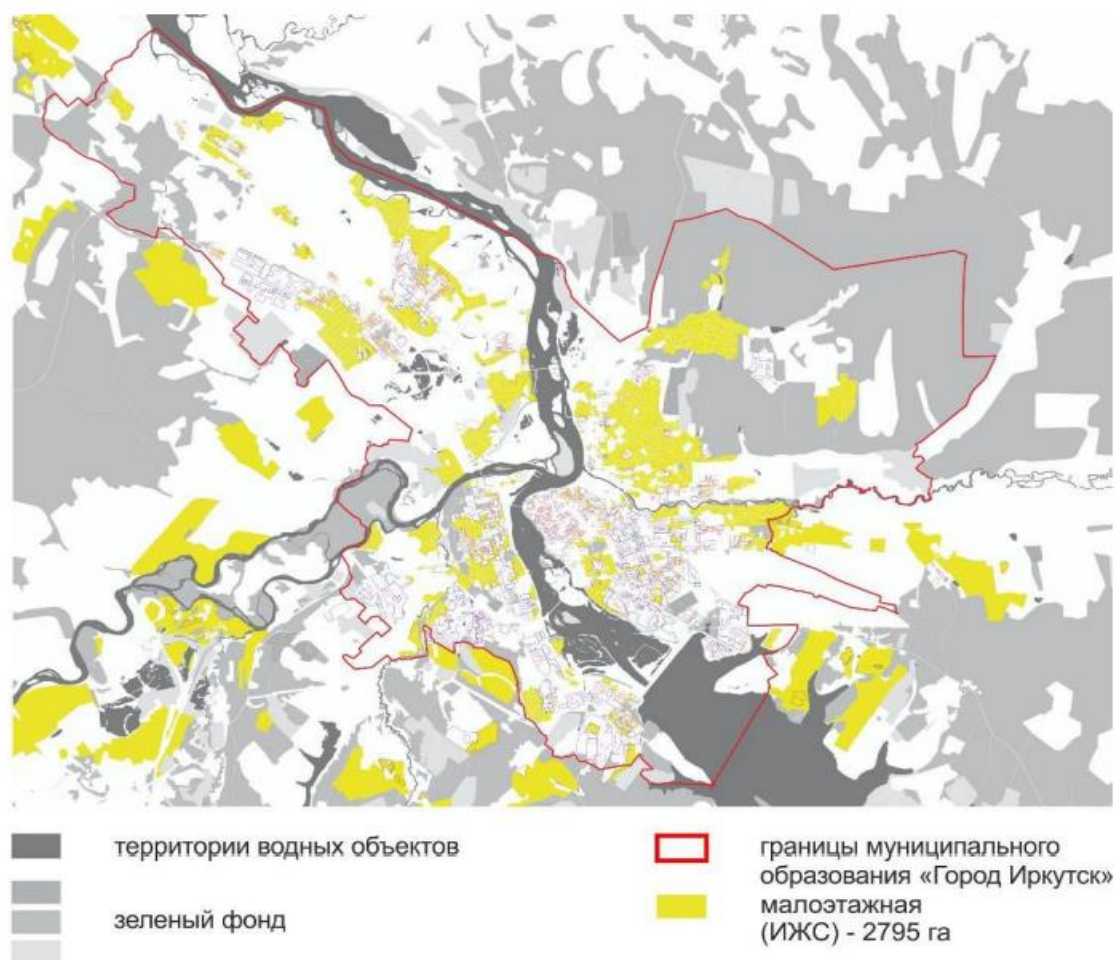 территории водных объектов
зеленый фонд
границы муниципального
образования «Город Иркутск»
малоэтажная
(ИЖС) - 2795 га